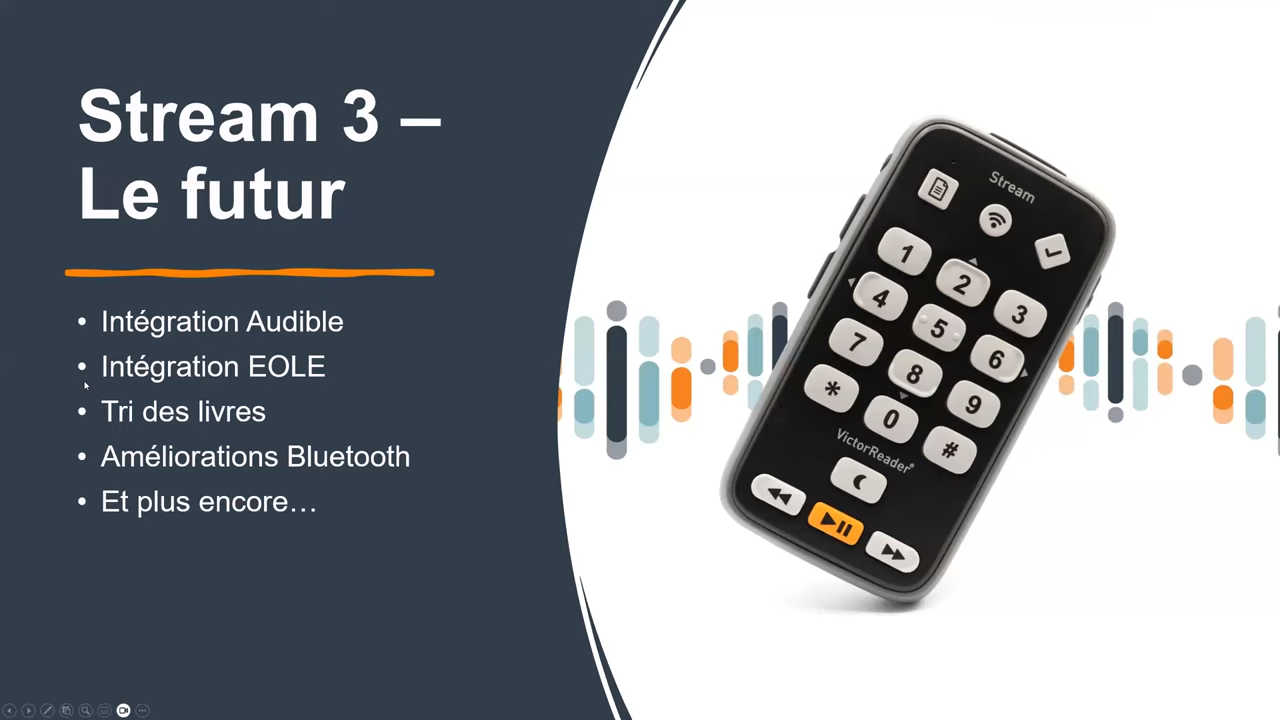 Stream 3 –
Le futur
• Intégration Audible
• Intégration EOLE
• Tri des livres
• Améliorations Bluetooth
• Et plus encore…
Stream
1
2
3
4
5
6
7
8
9
*
0
#
VictorReader®